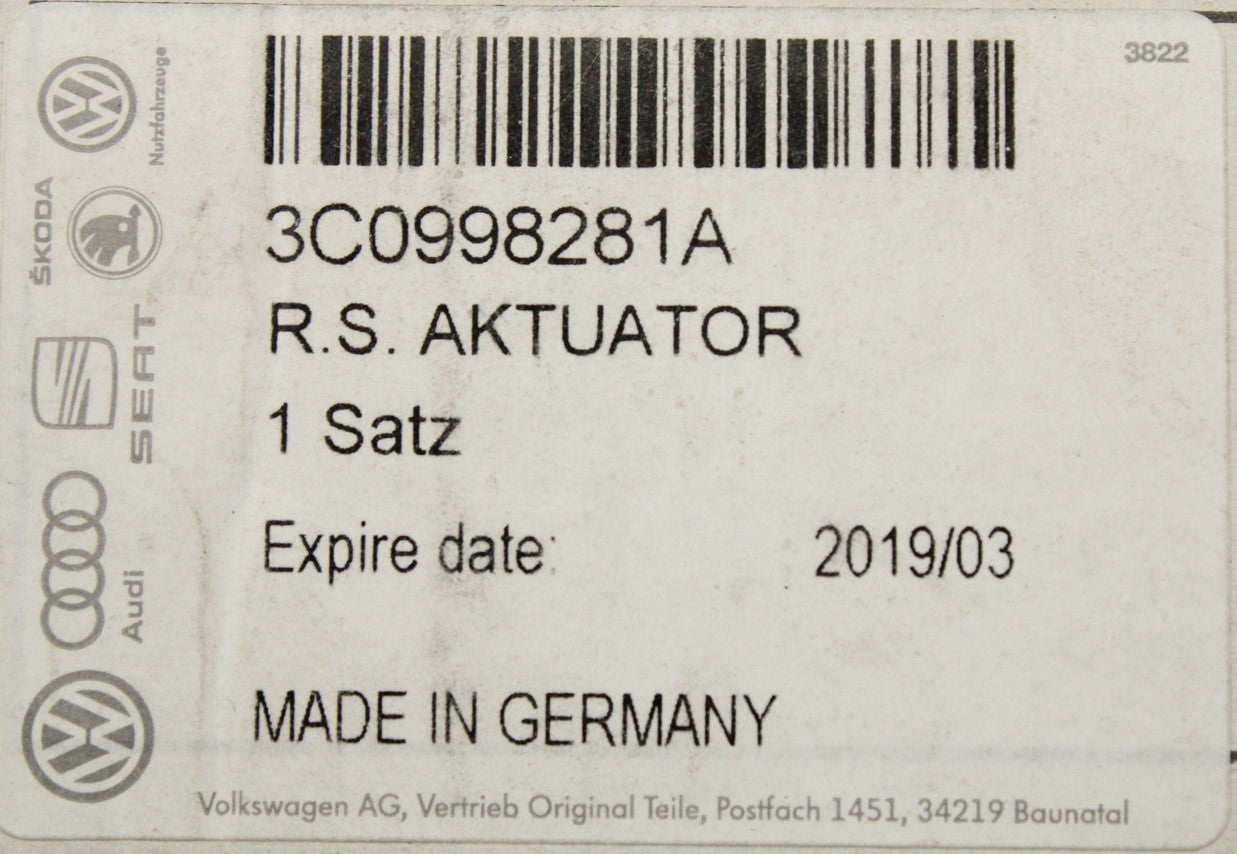 3822
3C0998281A
R.S. AKTUATOR
1 Satz
Expire date: 2019/03
MADE IN GERMANY
Volkswagen AG, Vertrieb Original Teile, Postfach 1451, 34219 Baunatal
Nutzfahrzeuge
ŠKODA
SEAT
Audi